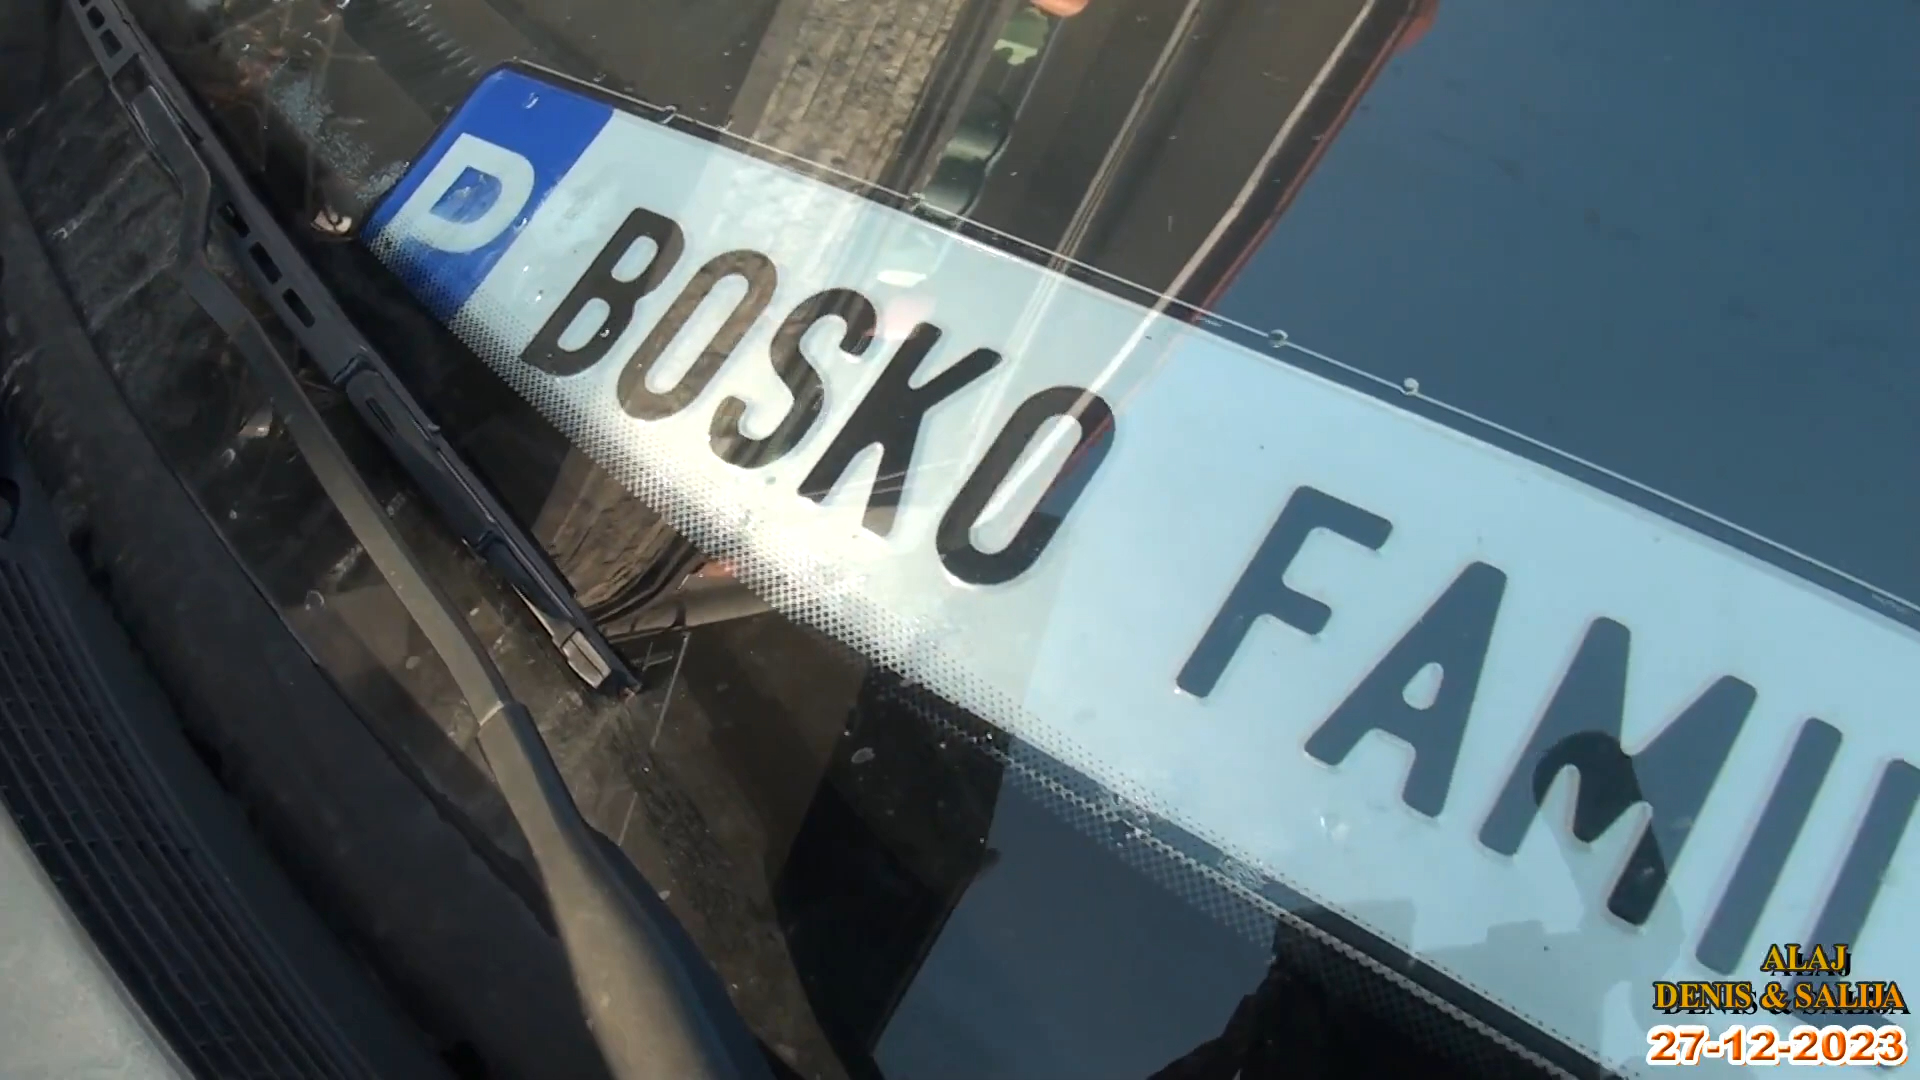 D BOSKO FAMI
ALAJ
DENIS & SALIJA
27-12-2023